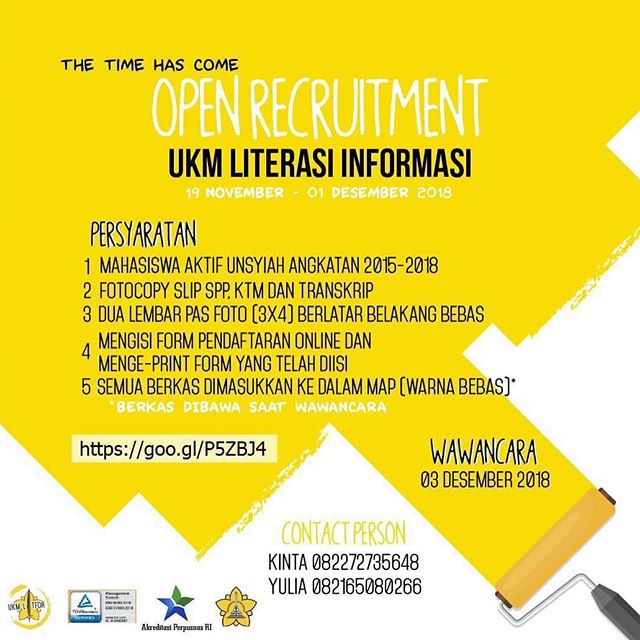 THE TIME HAS COME
OPEN RECRUITMENT
UKM LITERASI INFORMASI
19 NOVEMBER - 01 DESEMBER 2018
PERSYARATAN
1 MAHASISWA AKTIF UNSYIAH ANGKATAN 2015-2018
2 FOTOCOPY SLIP SPP, KTM DAN TRANSKRIP
3 DUA LEMBAR PAS FOTO (3X4) BERLATAR BELAKANG BEBAS
4 MENGISI FORM PENDAFTARAN ONLINE DAN
MENGE-PRINT FORM YANG TELAH DIISI
5 SEMUA BERKAS DIMASUKKAN KE DALAM MAP (WARNA BEBAS)*
*BERKAS DIBAWA SAAT WAWANCARA
https://goo.gl/P5ZBJ4
WAWANCARA
03 DESEMBER 2018
CONTACT PERSON
KINTA 082272735648
YULIA 082165080266
Management
System
Akreditasi Perpusnas RI